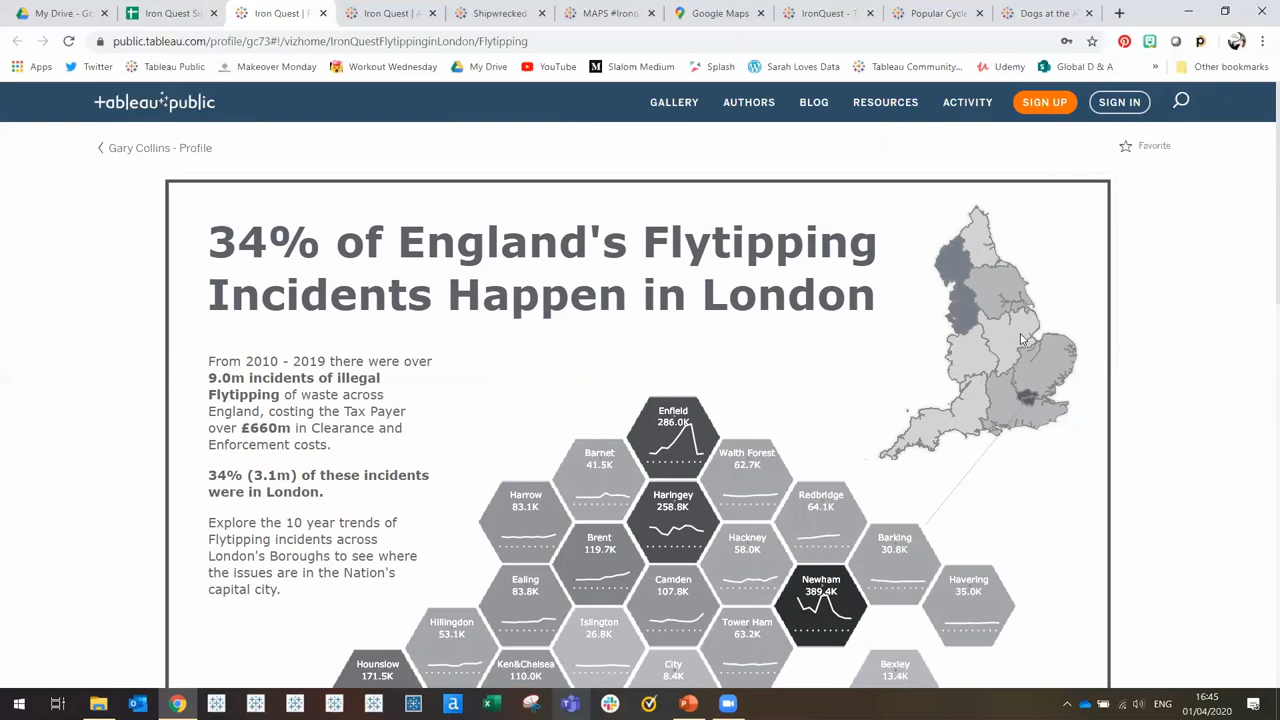 My Drive - Go
Iron Quest Su
Iron Quest | F
Iron Quest | A
Shipwrecked
MAPS #Irono
Google Maps
IronQuest - T
Popular Cycle
Dogs at the A
public.tableau.com/profile/gc73#!/vizhome/IronQuestFlytippinginLondon/Flytipping
Apps
Twitter
Tableau Public
Makeover Monday
Workout Wednesday
My Drive
YouTube
Slalom Medium
Splash
Sarah Loves Data
Tableau Community...
Udemy
Global D & A
»
Other bookmarks
tableau public
GALLERY
AUTHORS
BLOG
RESOURCES
ACTIVITY
SIGN UP
SIGN IN
Gary Collins - Profile
Favorite
34% of England's Flytipping
Incidents Happen in London
From 2010 - 2019 there were over
9.0m incidents of illegal
Flytipping of waste across
England, costing the Tax Payer
over £660m in Clearance and
Enforcement costs.
34% (3.1m) of these incidents
were in London.
Explore the 10 year trends of
Flytipping incidents across
London's Boroughs to see where
the issues are in the Nation's
capital city.
Enfield
286.0K
Barnet
41.5K
Walth Forest
62.7K
Harrow
83.1K
Haringey
258.8K
Redbridge
64.1K
Brent
119.7K
Hackney
58.0K
Barking
30.8K
Ealing
83.8K
Camden
107.8K
Newham
389.4K
Havering
35.0K
Hillingdon
53.1K
Islington
26.8K
Tower Ham
63.2K
Hounslow
171.5K
Ken&Chelsea
110.0K
City
8.4K
Bexley
13.4K
ENG
16:45
01/04/2020